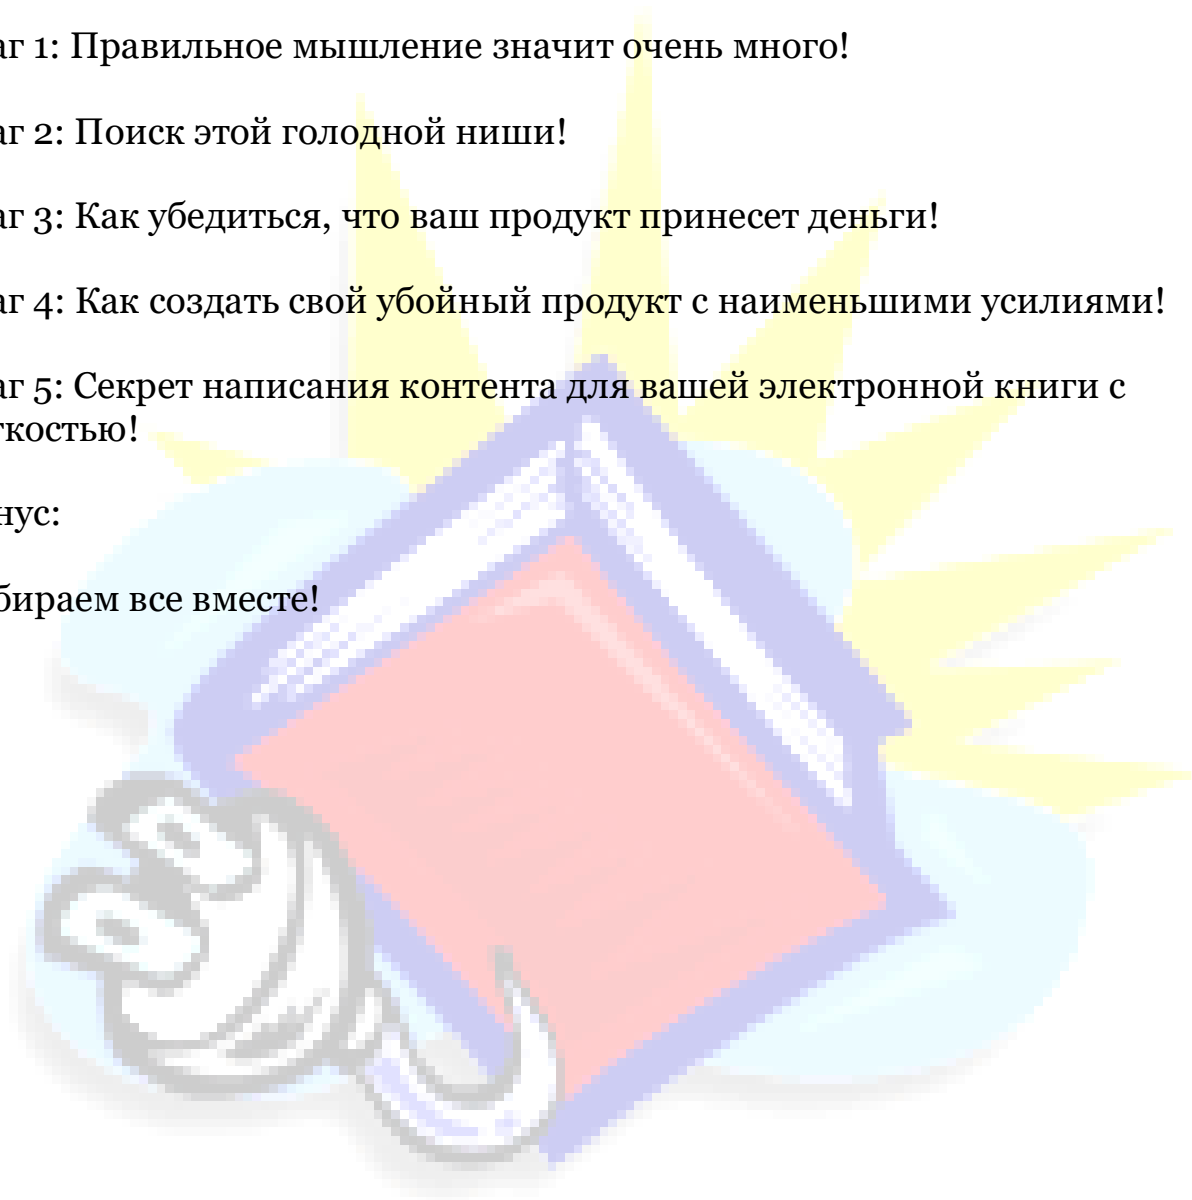 аг 1: Правильное мышление значит очень много!
аг 2: Поиск этой голодной ниши!
аг 3: Как убедиться, что ваш продукт принесет деньги!
аг 4: Как создать свой убойный продукт с наименьшими усилиями!
аг 5: Секрет написания контента для вашей электронной книги с
гкостью!
нус:
бираем все вместе!